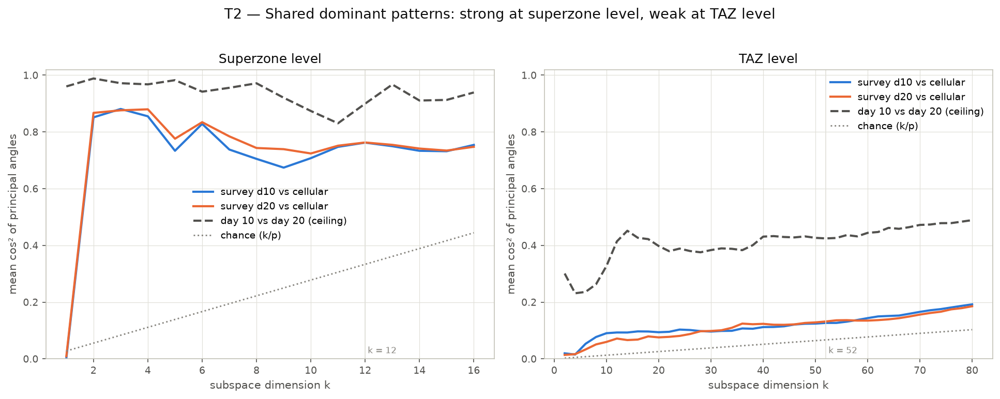 T2 — Shared dominant patterns: strong at superzone level, weak at TAZ level
Superzone level
mean cos² of principal angles
1.0
0.8
0.6
0.4
0.2
0.0
survey d10 vs cellular
survey d20 vs cellular
day 10 vs day 20 (ceiling)
chance (k/p)
k = 12
2 4 6 8 10 12 14 16
subspace dimension k
TAZ level
mean cos² of principal angles
1.0
0.8
0.6
0.4
0.2
0.0
survey d10 vs cellular
survey d20 vs cellular
day 10 vs day 20 (ceiling)
chance (k/p)
k = 52
0 10 20 30 40 50 60 70 80
subspace dimension k